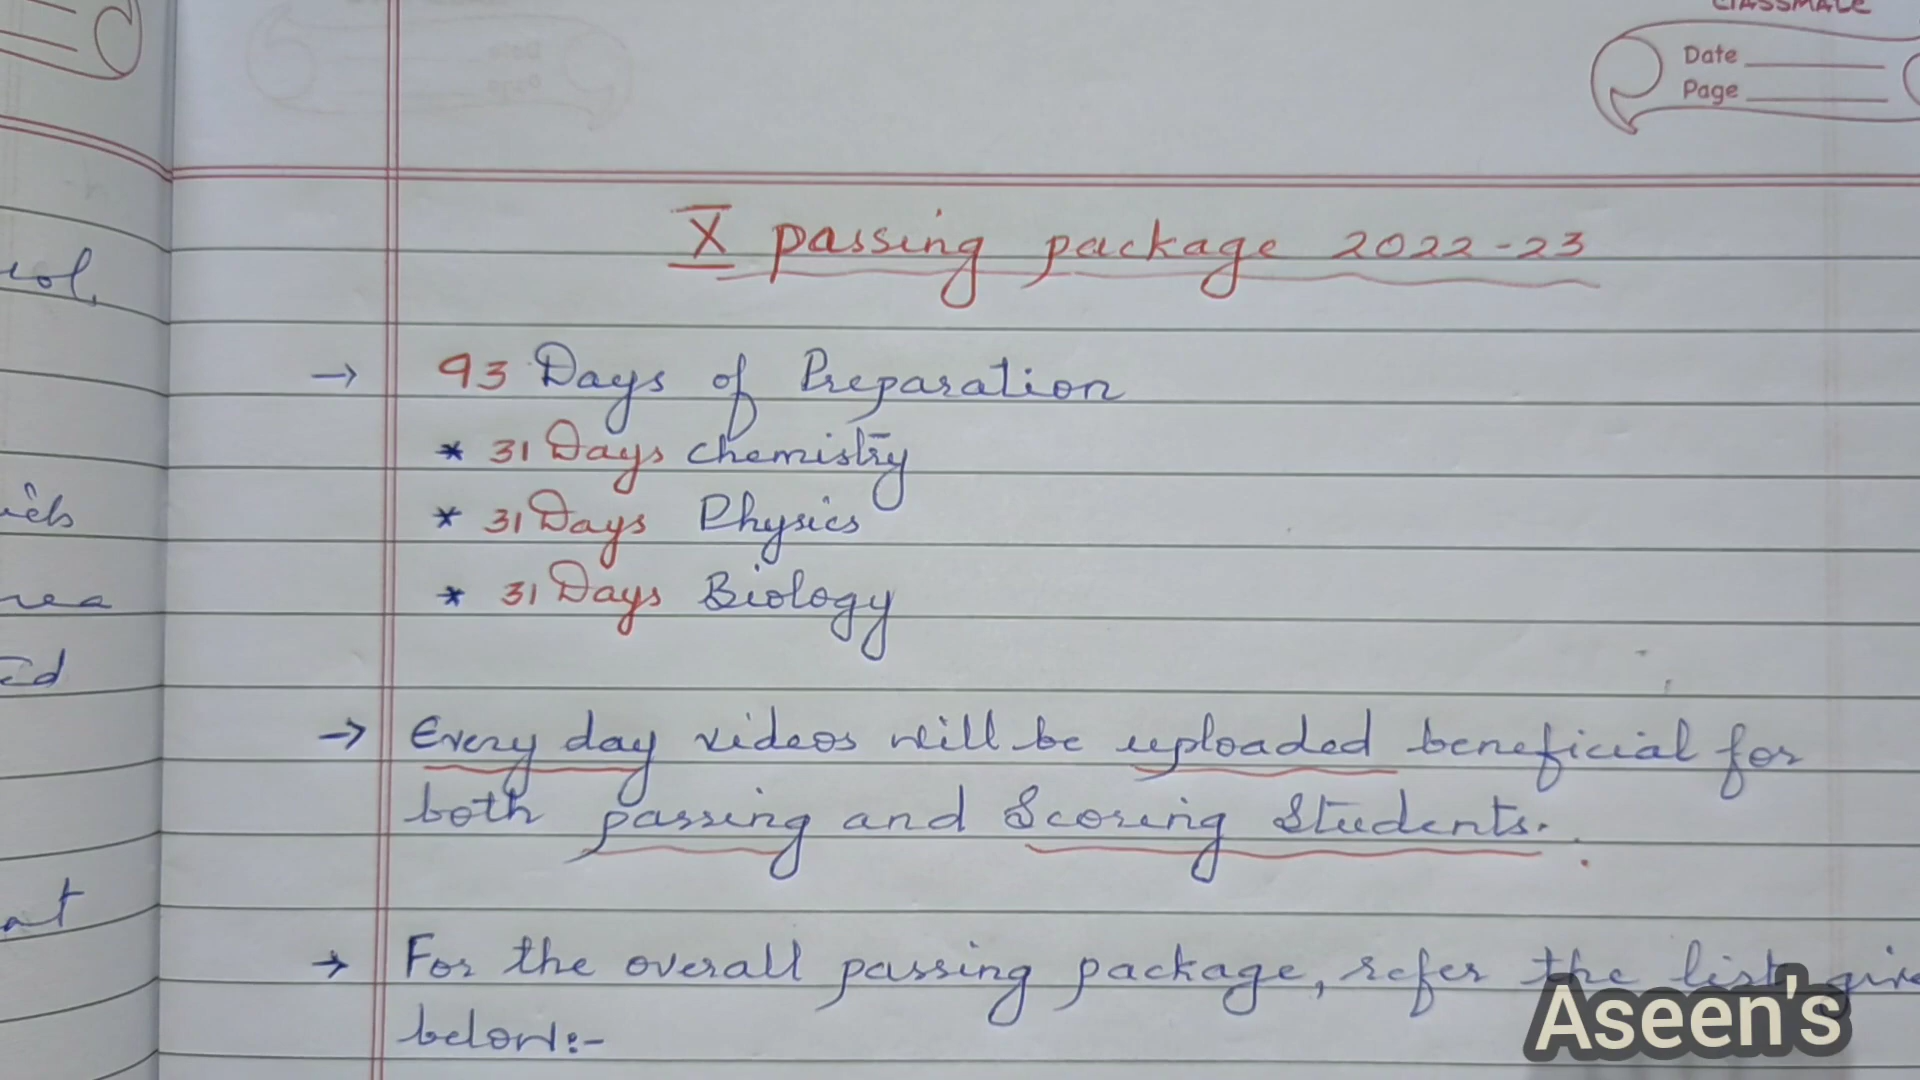 classmate
Date
Page
X passing package 2022-23
→ 93 Days of Preparation
* 31 Days Chemistry
* 31 Days Physics
* 31 Days Biology
→ Every day videos will be uploaded beneficial for
both passing and Scoring Students.
→ For the overall passing package, refer the list
below:-
Aseen's